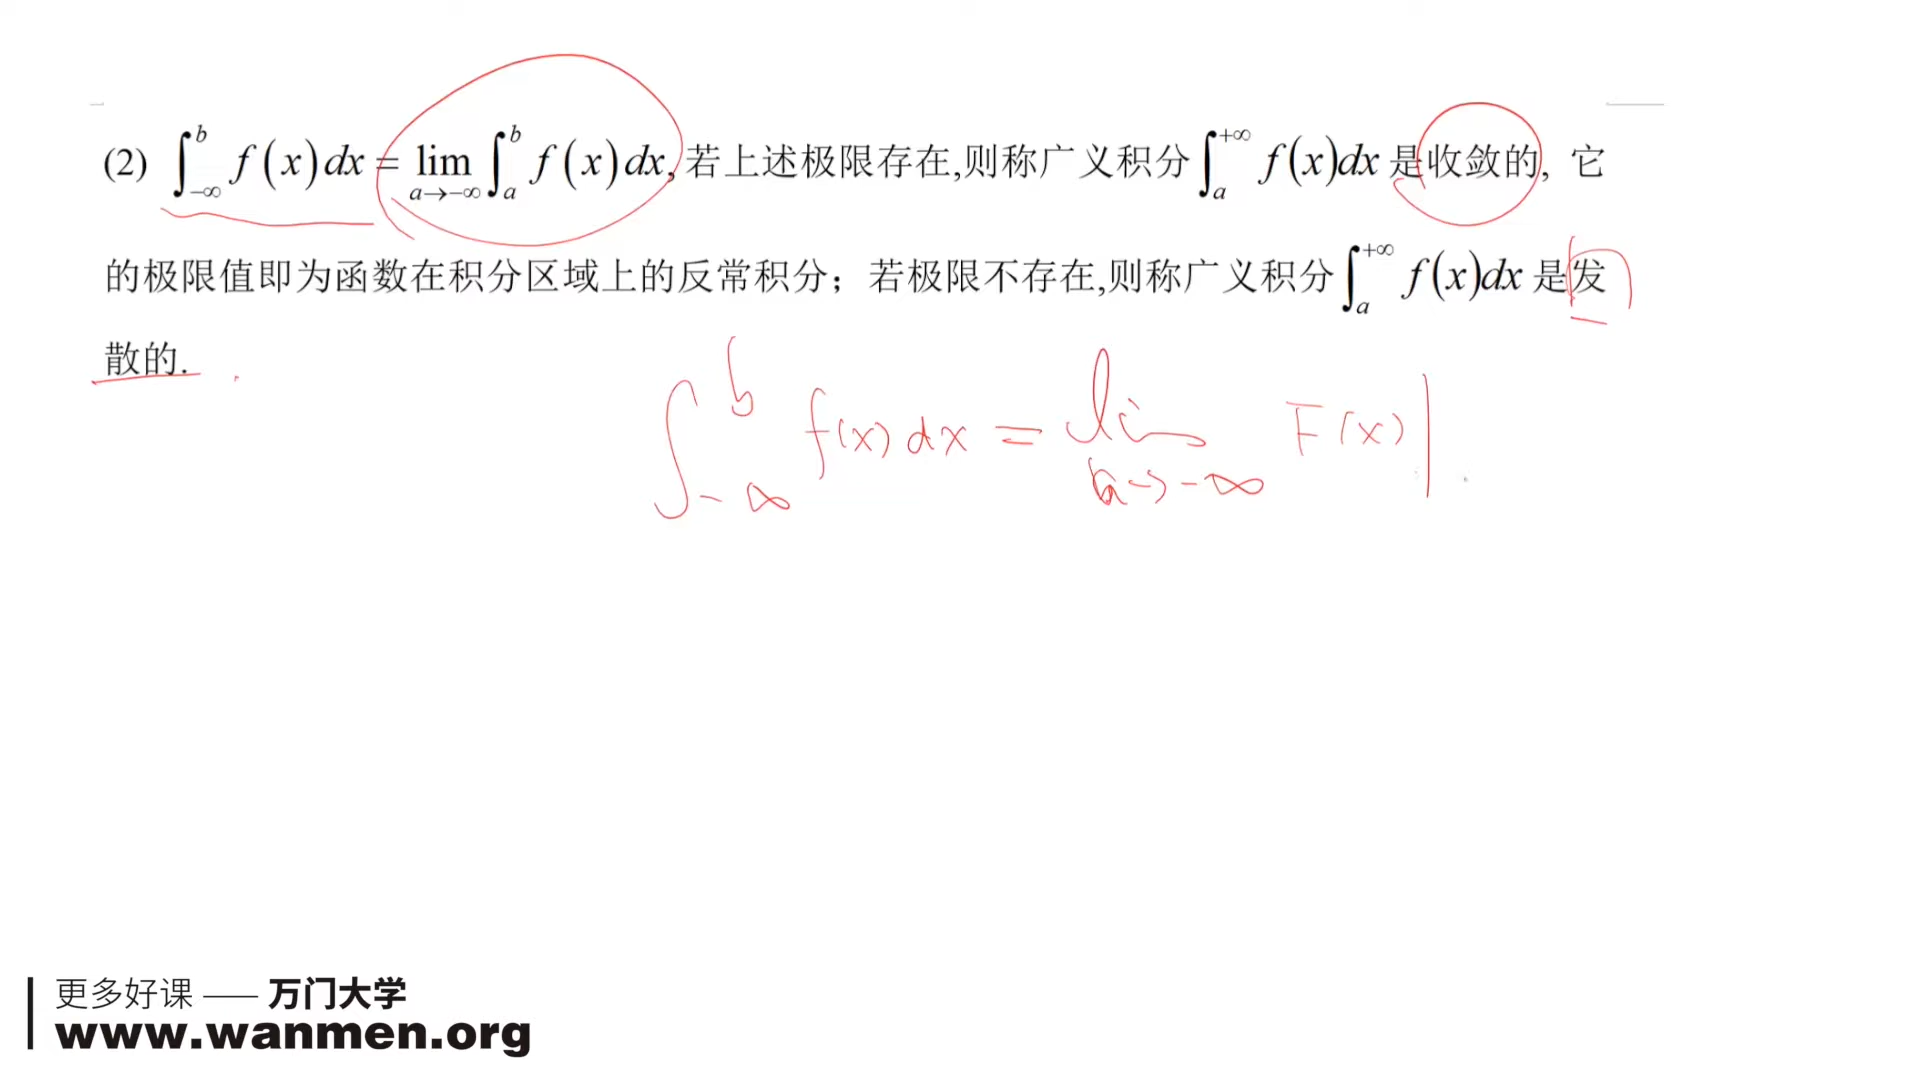 (2) ∫_{-∞}^{b} f(x)dx = lim_{a→-∞} ∫_{a}^{b} f(x)dx, 若上述极限存在,则称广义积分 ∫_{a}^{+∞} f(x)dx 是收敛的, 它
的极限值即为函数在积分区域上的反常积分；若极限不存在,则称广义积分 ∫_{a}^{+∞} f(x)dx 是发
散的.
∫_{-∞}^{b} f(x)dx = lim_{a→-∞} F(x)|
更多好课 —— 万门大学
www.wanmen.org